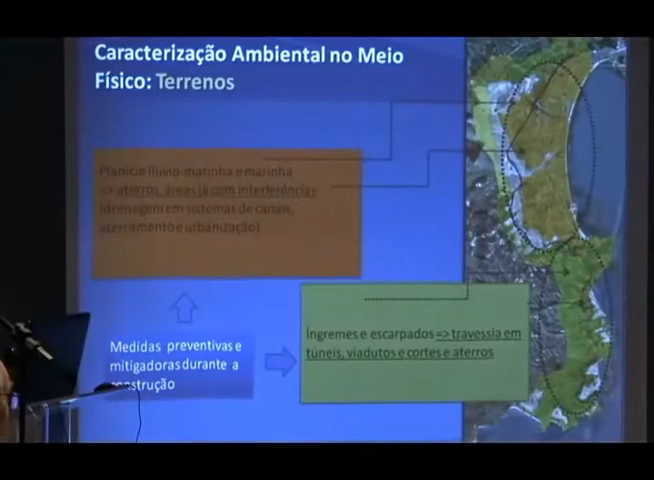 Caracterização Ambiental no Meio
Físico: Terrenos
Planície flúvio-marinha e marinha
=> aterros, áreas já com interferências
(drenagem em sistemas de canais,
aterramento e urbanização)
Íngremes e escarpados => travessia em
túneis, viadutos e cortes e aterros
Medidas preventivas e
mitigadoras durante a
construção